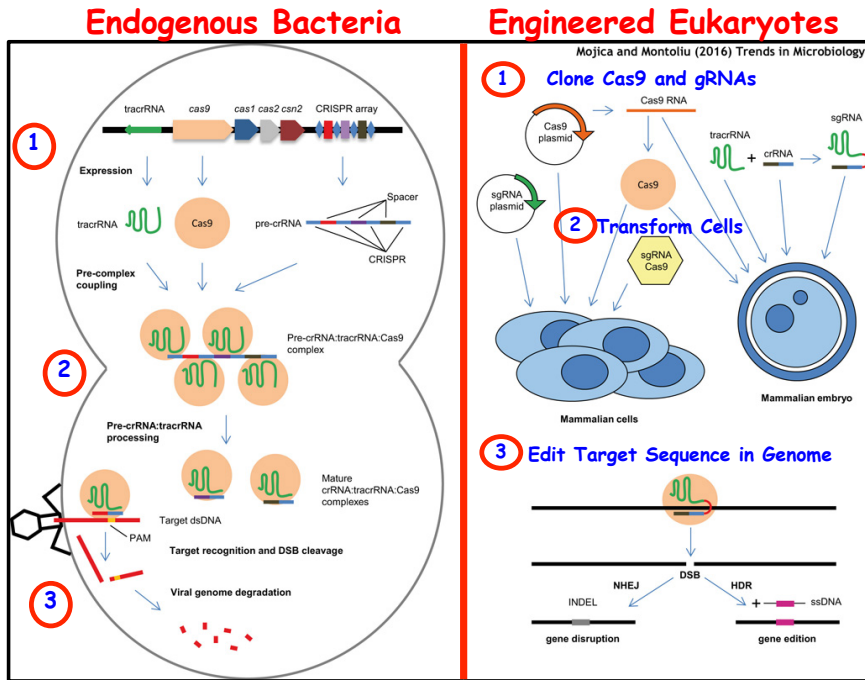 Endogenous Bacteria
1
tracrRNA
cas9
cas1 cas2 csn2
CRISPR array
Expression
tracrRNA
Cas9
pre-crRNA
Spacer
CRISPR
Pre-complex
coupling
2
Pre-crRNA:tracrRNA:Cas9
complex
Pre-crRNA:tracrRNA
processing
Mature
crRNA:tracrRNA:Cas9
complexes
Target dsDNA
PAM
Target recognition and DSB cleavage
3
Viral genome degradation
Engineered Eukaryotes
Mojica and Montoliu (2016) Trends in Microbiology
1 Clone Cas9 and gRNAs
Cas9
plasmid
Cas9 RNA
tracrRNA
+
crRNA
sgRNA
Cas9
sgRNA
plasmid
2 Transform Cells
sgRNA
Cas9
Mammalian cells
Mammalian embryo
3 Edit Target Sequence in Genome
NHEJ
DSB
HDR
INDEL
+
ssDNA
gene disruption
gene edition